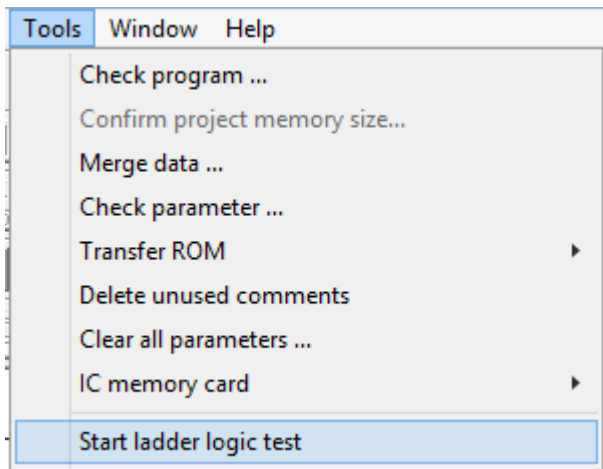 Tools Window Help
Check program ...
Confirm project memory size...
Merge data ...
Check parameter ...
Transfer ROM
Delete unused comments
Clear all parameters ...
IC memory card
Start ladder logic test